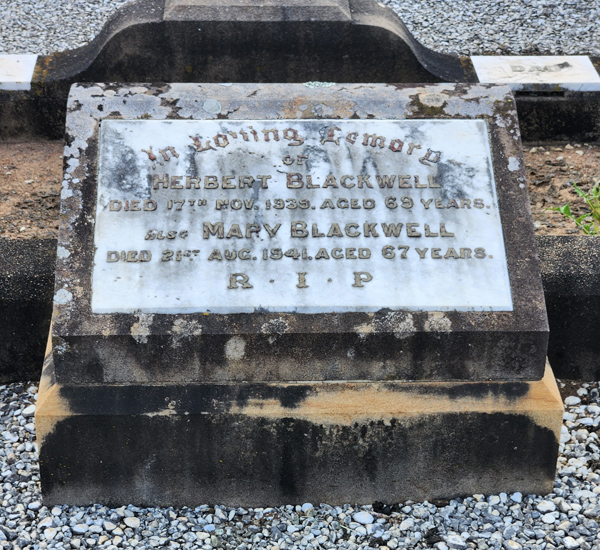 In Loving Memory
of
HERBERT BLACKWELL
DIED 17TH NOV. 1939. AGED 69 YEARS.
ALSO MARY BLACKWELL
DIED 21ST AUG. 1941. AGED 67 YEARS.
R · I · P